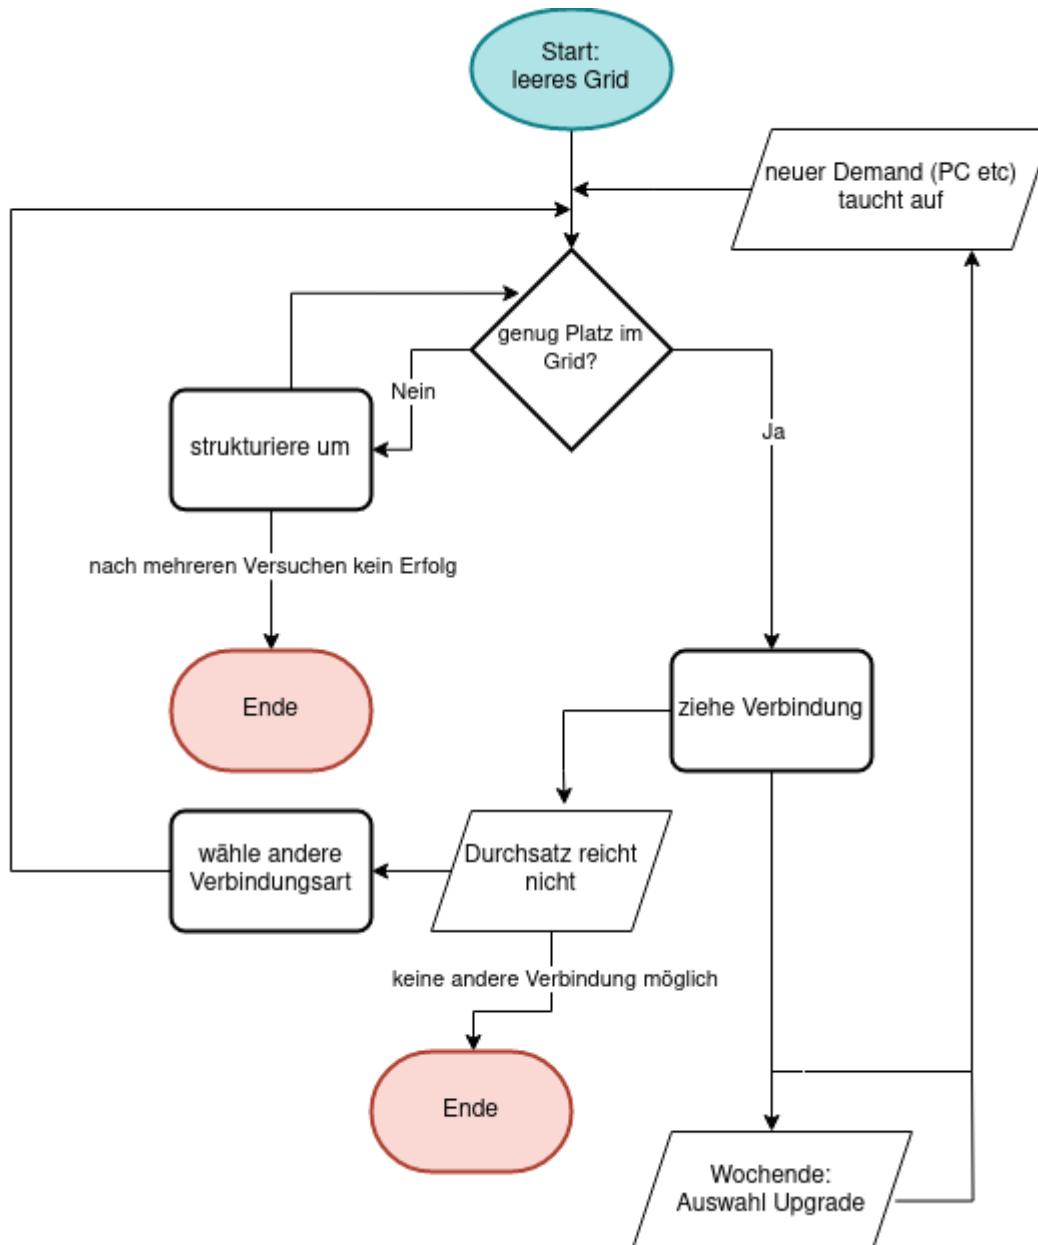 Start:
leeres Grid
neuer Demand (PC etc)
taucht auf
genug Platz im
Grid?
Nein
Ja
strukturiere um
nach mehreren Versuchen kein Erfolg
Ende
ziehe Verbindung
wähle andere
Verbindungsart
Durchsatz reicht
nicht
keine andere Verbindung möglich
Ende
Wochende:
Auswahl Upgrade